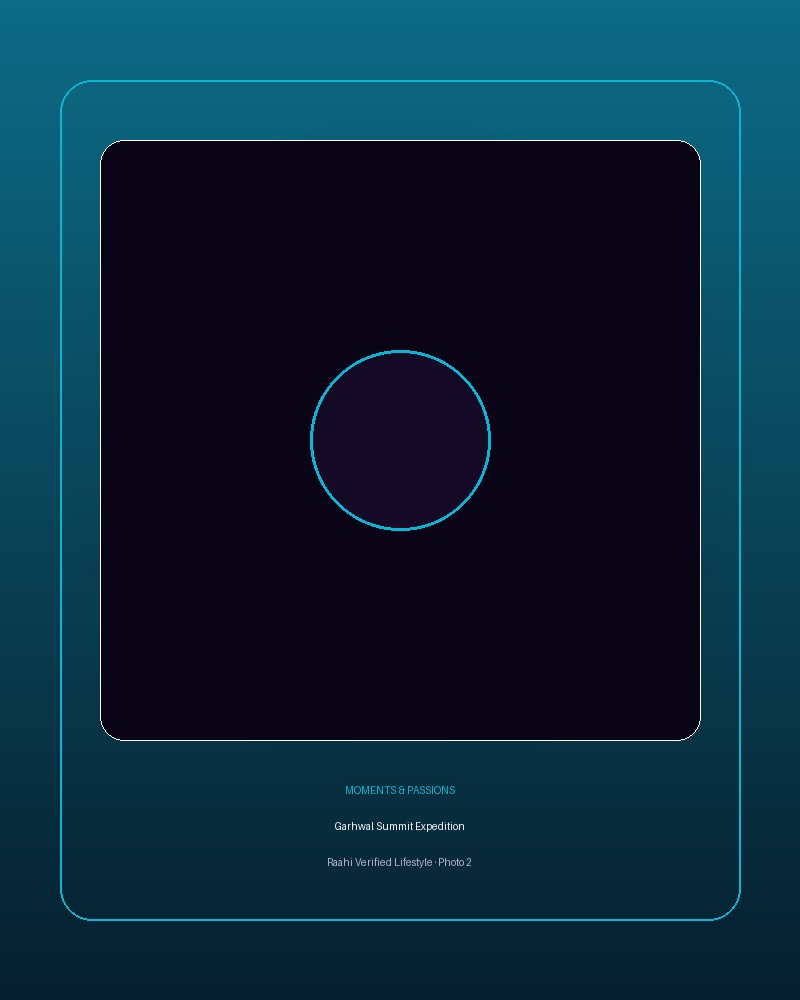 MOMENTS & PASSIONS
Garhwal Summit Expedition
Raahi Verified Lifestyle · Photo 2